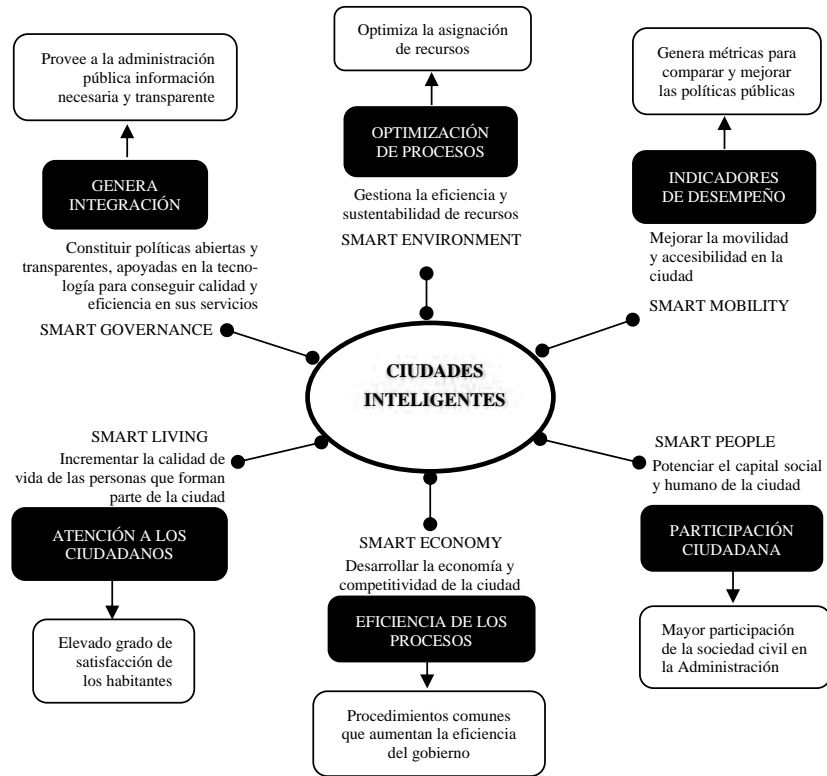 Provee a la administración
pública información
necesaria y transparente
GENERA
INTEGRACIÓN
Constituir políticas abiertas y
transparentes, apoyadas en la tecno-
logía para conseguir calidad y
eficiencia en sus servicios
SMART GOVERNANCE
Optimiza la asignación
de recursos
OPTIMIZACIÓN
DE PROCESOS
Gestiona la eficiencia y
sustentabilidad de recursos
SMART ENVIRONMENT
Genera métricas para
comparar y mejorar
las políticas públicas
INDICADORES
DE DESEMPEÑO
Mejorar la movilidad
y accesibilidad en la
ciudad
SMART MOBILITY
CIUDADES
INTELIGENTES
SMART LIVING
Incrementar la calidad de
vida de las personas que forman
parte de la ciudad
ATENCIÓN A LOS
CIUDADANOS
Elevado grado de
satisfacción de
los habitantes
SMART ECONOMY
Desarrollar la economía y
competitividad de la ciudad
EFICIENCIA DE LOS
PROCESOS
Procedimientos comunes
que aumentan la eficiencia
del gobierno
SMART PEOPLE
Potenciar el capital social
y humano de la ciudad
PARTICIPACIÓN
CIUDADANA
Mayor participación
de la sociedad civil en
la Administración